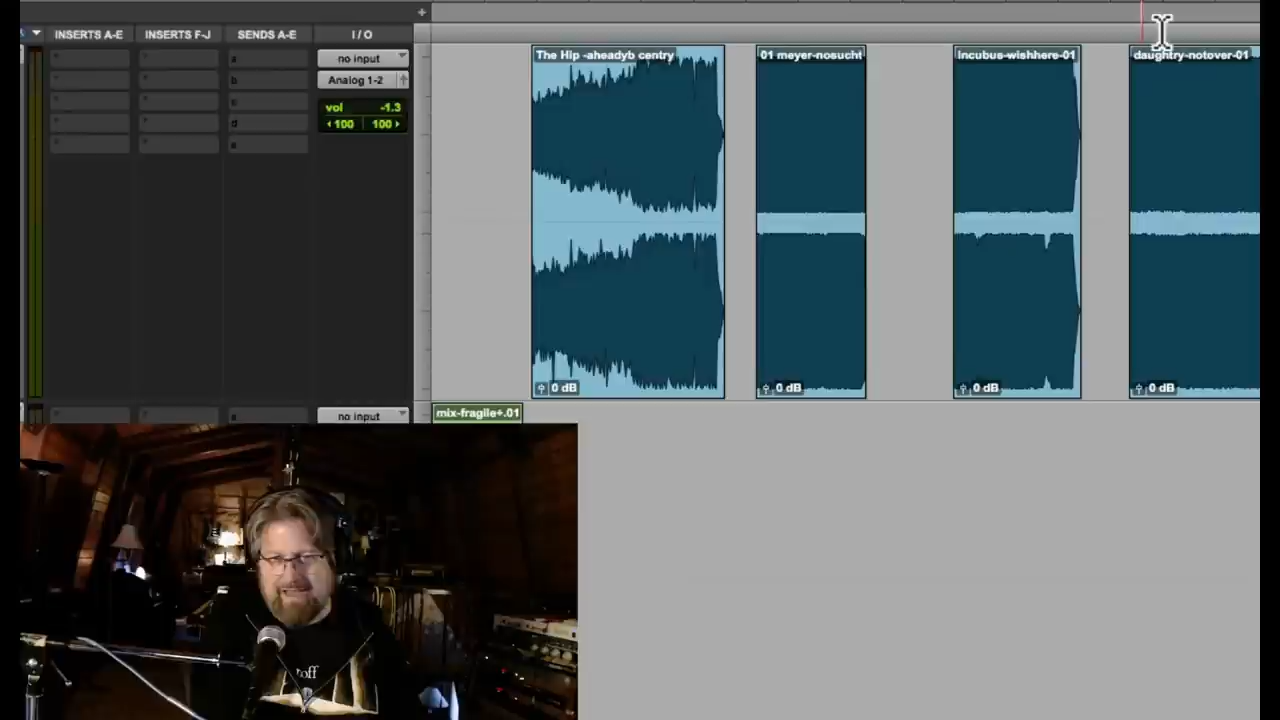 INSERTS A-E INSERTS F-J SENDS A-E I / O
The Hip -aheadyb centry 01 meyer-nosucht Incubus-wishhere-01 daughtry-notover-01
a no input
b Analog 1-2
c
vol -1.3
d 100 100
e
0 dB 0 dB 0 dB 0 dB
a no input mix-fragile+.01
toff